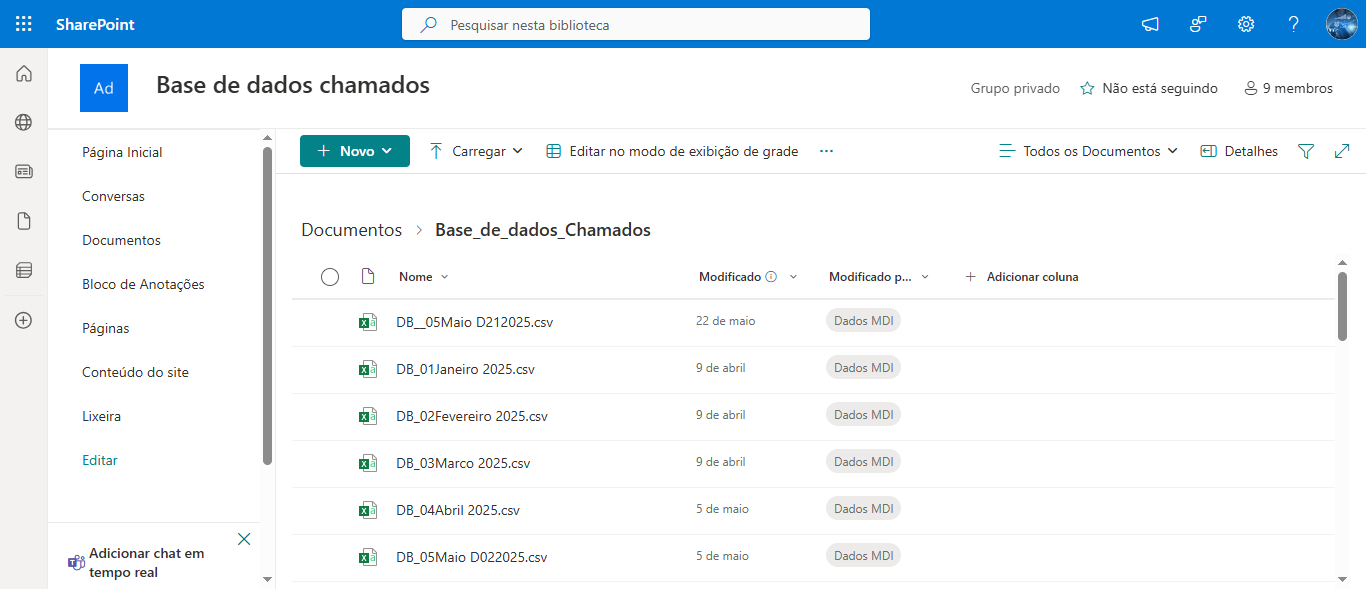 SharePoint
Pesquisar nesta biblioteca
?
Ad
Base de dados chamados
Grupo privado
Não está seguindo
9 membros
Página Inicial
Conversas
Documentos
Bloco de Anotações
Páginas
Conteúdo do site
Lixeira
Editar
Adicionar chat em
tempo real
+ Novo
Carregar
Editar no modo de exibição de grade
...
Todos os Documentos
Detalhes
Documentos > Base_de_dados_Chamados
Nome
Modificado
Modificado p...
+ Adicionar coluna
DB__05Maio D212025.csv 22 de maio Dados MDI
DB_01Janeiro 2025.csv 9 de abril Dados MDI
DB_02Fevereiro 2025.csv 9 de abril Dados MDI
DB_03Marco 2025.csv 9 de abril Dados MDI
DB_04Abril 2025.csv 5 de maio Dados MDI
DB_05Maio D022025.csv 5 de maio Dados MDI